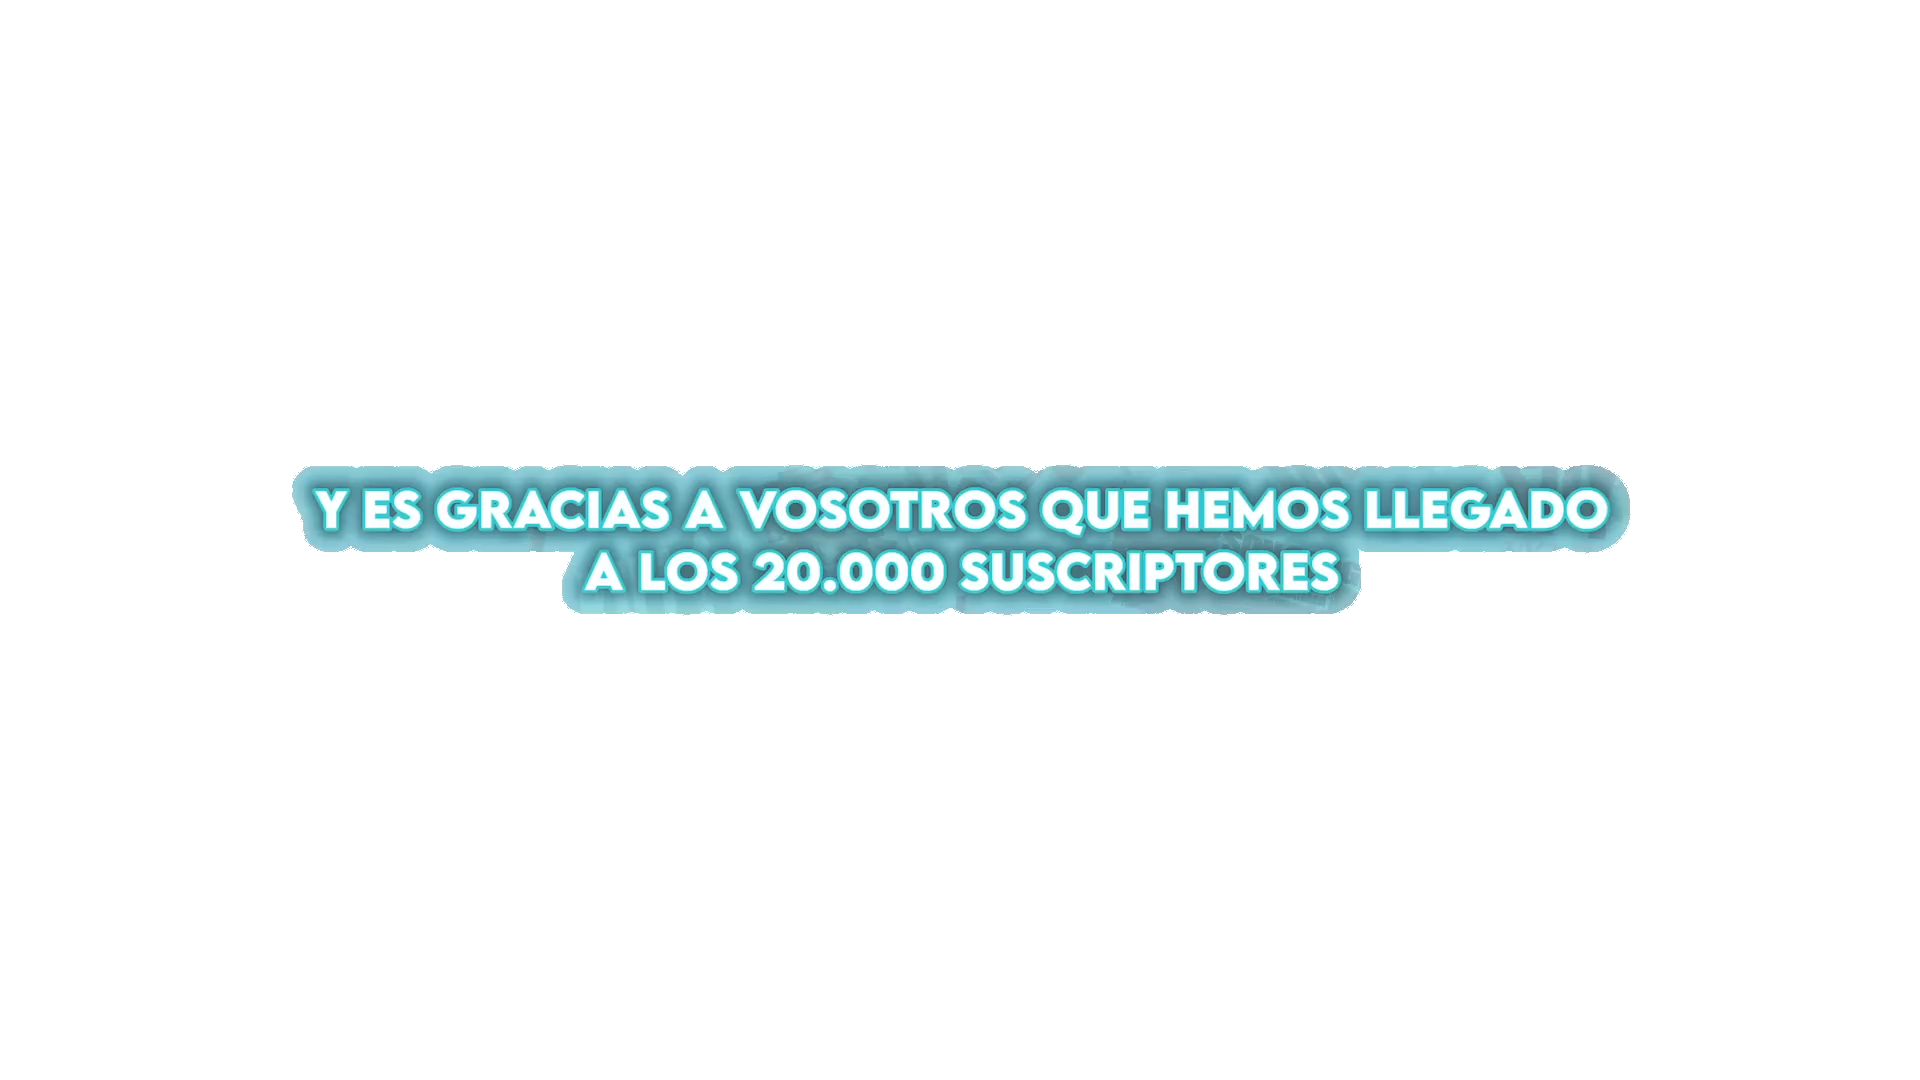 Y ES GRACIAS A VOSOTROS QUE HEMOS LLEGADO
A LOS 20.000 SUSCRIPTORES